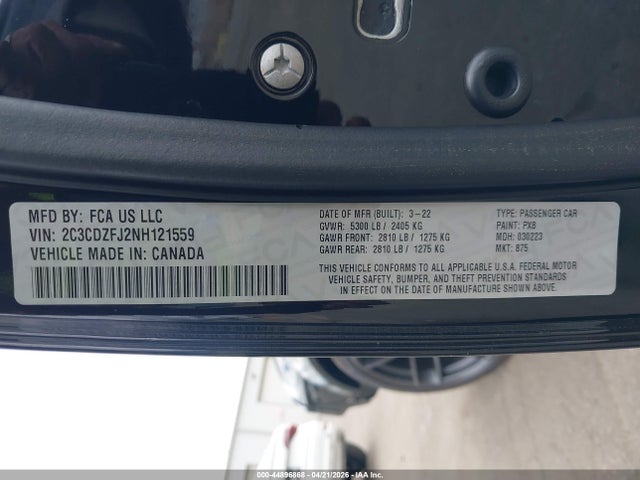 MFD BY: FCA US LLC
VIN: 2C3CDZFJ2NH121559
VEHICLE MADE IN: CANADA
DATE OF MFR (BUILT): 3-22
GVWR: 5300 LB / 2405 KG
GAWR FRONT: 2810 LB / 1275 KG
GAWR REAR: 2810 LB / 1275 KG
TYPE: PASSENGER CAR
PAINT: PX8
MDH: 030223
MKT: 875
THIS VEHICLE CONFORMS TO ALL APPLICABLE U.S.A. FEDERAL MOTOR
VEHICLE SAFETY, BUMPER, AND THEFT PREVENTION STANDARDS
IN EFFECT ON THE DATE OF MANUFACTURE SHOWN ABOVE.
000-44896868 04/21/2026 IAA INC.